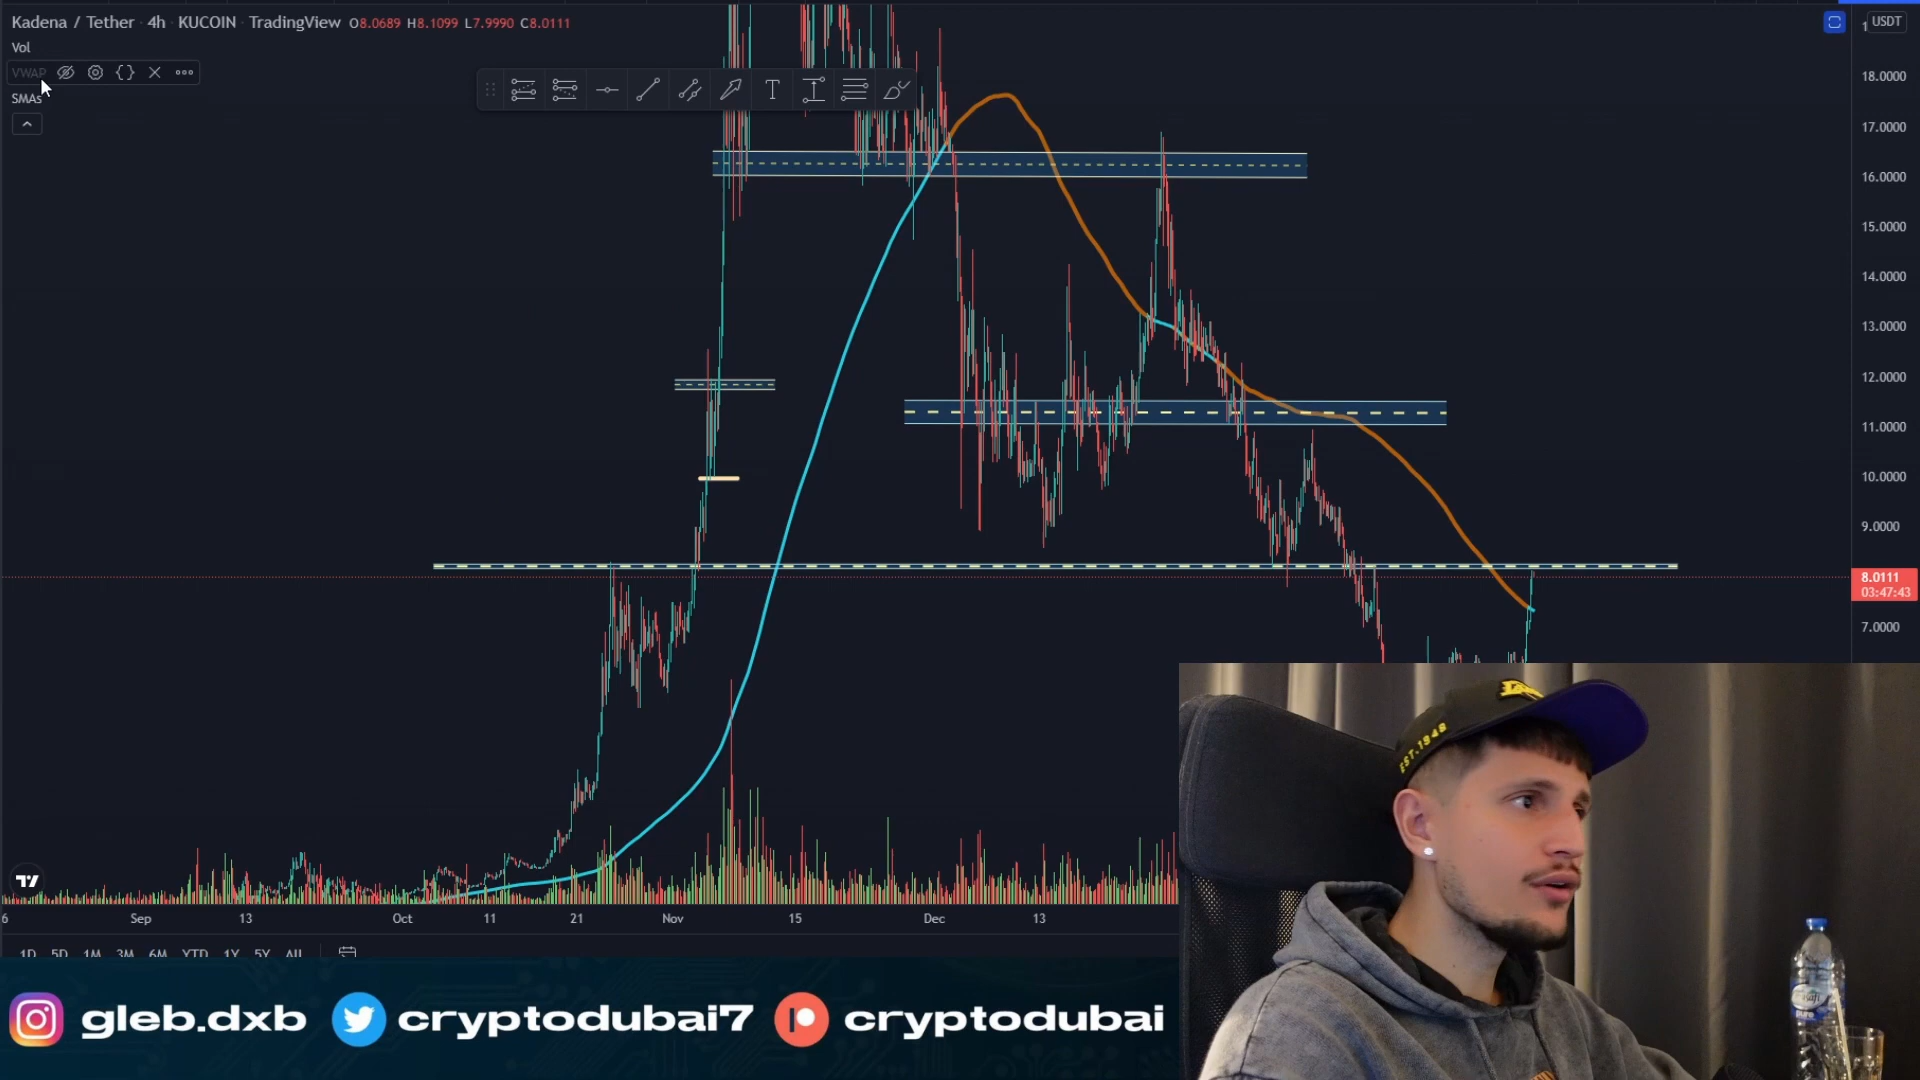 Kadena / Tether · 4h · KUCOIN · TradingView O8.0689 H8.1099 L7.9990 C8.0111
USDT
Vol
VWAP
SMAs
18.0000
17.0000
16.0000
15.0000
14.0000
13.0000
12.0000
11.0000
10.0000
9.0000
8.0111
03:47:43
7.0000
6 Sep 13 Oct 11 21 Nov 15 Dec 13
1D 5D 1M 3M 6M YTD 1Y 5Y All
EST.1948
gleb.dxb cryptodubai7 cryptodubai